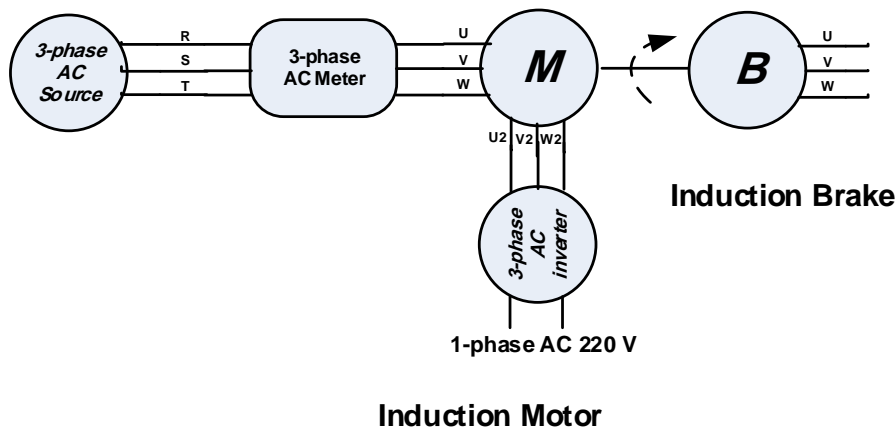 3-phase
AC
Source
R
S
T
3-phase
AC Meter
U
V
W
M
B
U
V
W
U2 V2 W2
Induction Brake
3-phase
AC
inverter
1-phase AC 220 V
Induction Motor